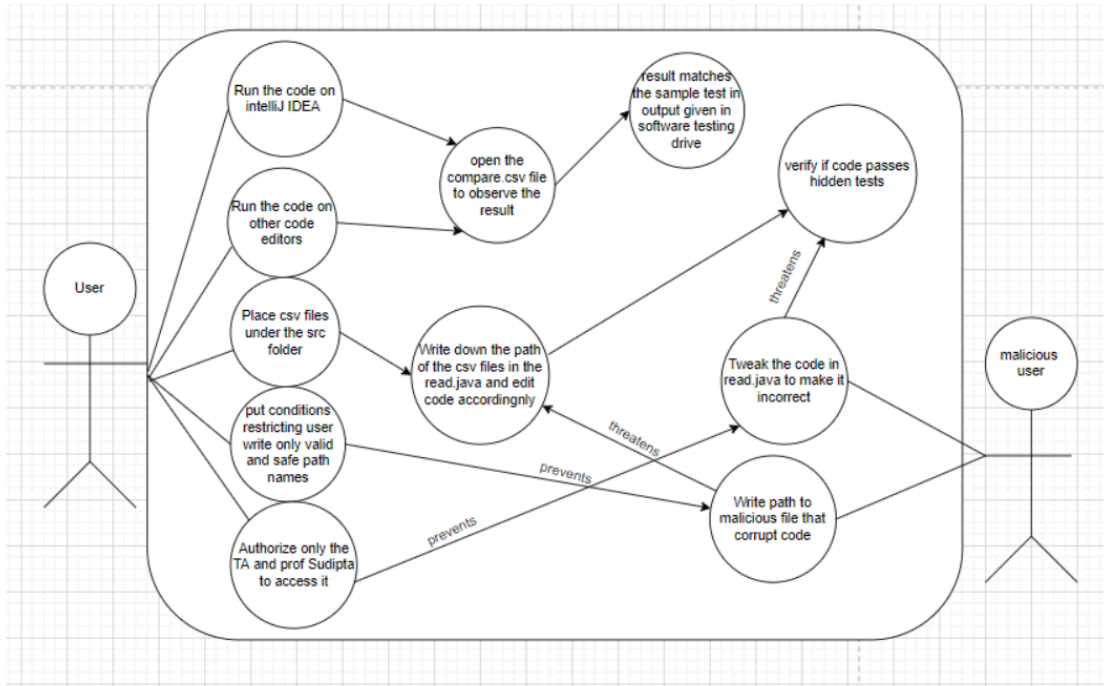 Run the code on
intelliJ IDEA
result matches
the sample test in
output given in
software testing
drive
open the
compare.csv file
to observe the
result
verify if code passes
hidden tests
Run the code on
other code
editors
User
threatens
Place csv files
under the src
folder
Write down the path
of the csv files in the
read.java and edit
code accordingnly
Tweak the code in
read.java to make it
incorrect
malicious
user
put conditions
restricting user
write only valid
and safe path
names
threatens
prevents
Write path to
malicious file that
corrupt code
prevents
Authorize only the
TA and prof Sudipta
to access it